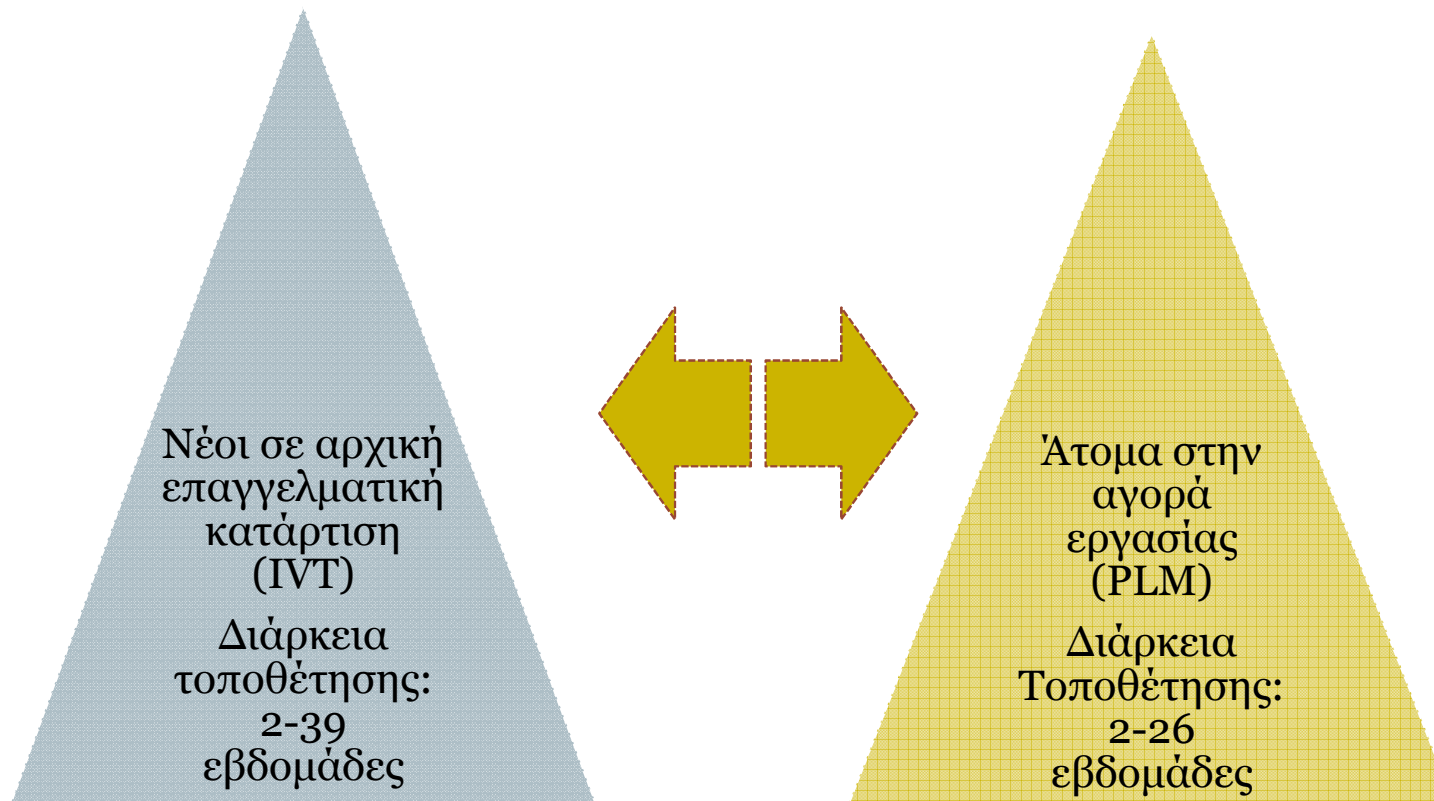 Νέοι σε αρχική
επαγγελματική
κατάρτιση
(IVT)
Διάρκεια
τοποθέτησης:
2-39
εβδομάδες
Άτομα στην
αγορά
εργασίας
(PLM)
Διάρκεια
Τοποθέτησης:
2-26
εβδομάδες